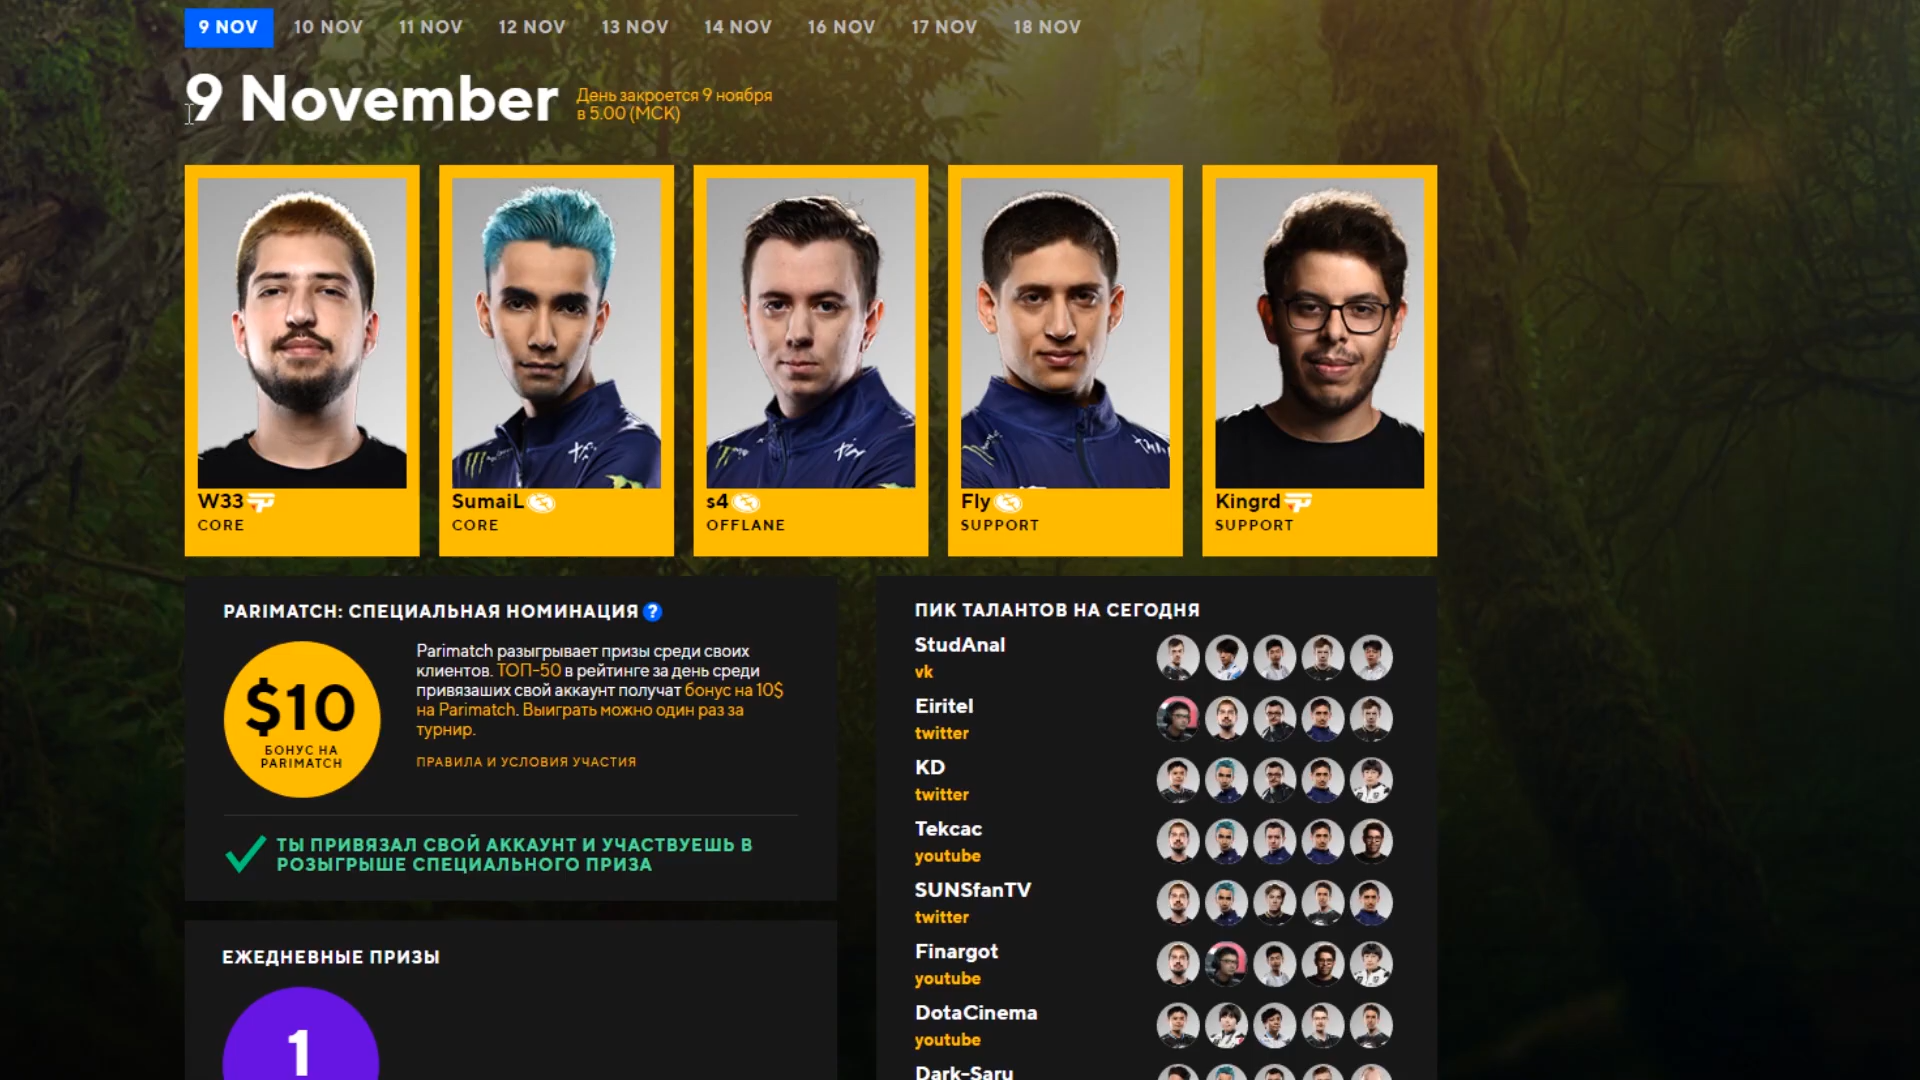 9 NOV 10 NOV 11 NOV 12 NOV 13 NOV 14 NOV 16 NOV 17 NOV 18 NOV
9 November
День закроется 9 ноября
в 5.00 (МСК)
W33
CORE
SumaiL
CORE
s4
OFFLANE
Fly
SUPPORT
Kingrd
SUPPORT
PARIMATCH: СПЕЦИАЛЬНАЯ НОМИНАЦИЯ ?
$10
БОНУС НА
PARIMATCH
Parimatch разыгрывает призы среди своих
клиентов. ТОП-50 в рейтинге за день среди
привязаших свой аккаунт получат бонус на 10$
на Parimatch. Выиграть можно один раз за
турнир.
ПРАВИЛА И УСЛОВИЯ УЧАСТИЯ
ТЫ ПРИВЯЗАЛ СВОЙ АККАУНТ И УЧАСТВУЕШЬ В
РОЗЫГРЫШЕ СПЕЦИАЛЬНОГО ПРИЗА
ЕЖЕДНЕВНЫЕ ПРИЗЫ
1
ПИК ТАЛАНТОВ НА СЕГОДНЯ
StudAnal
vk
Eiritel
twitter
KD
twitter
Tekcac
youtube
SUNSfanTV
twitter
Finargot
youtube
DotaCinema
youtube
Dark-Saru